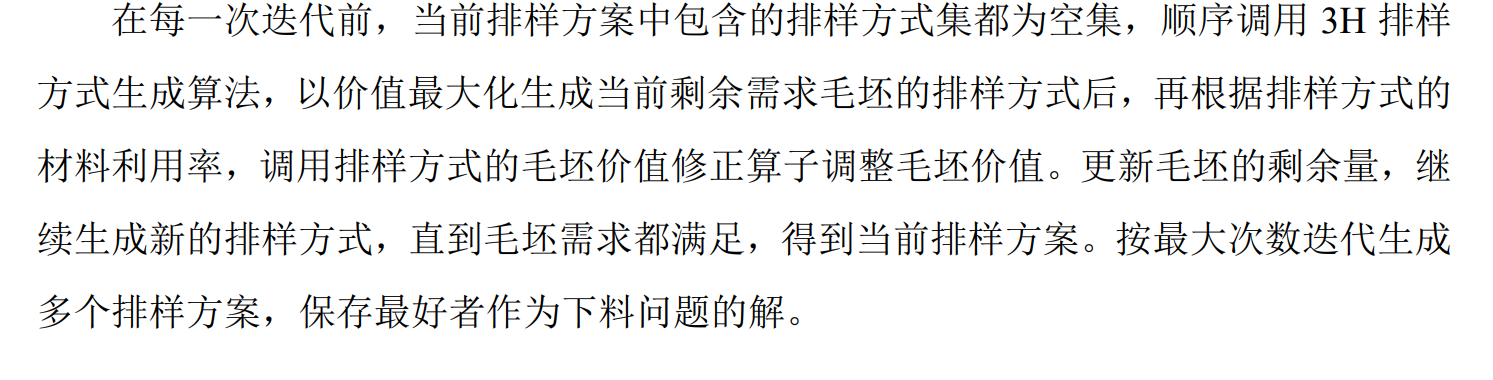 在每一次迭代前，当前排样方案中包含的排样方式集都为空集，顺序调用 3H 排样
方式生成算法，以价值最大化生成当前剩余需求毛坯的排样方式后，再根据排样方式的
材料利用率，调用排样方式的毛坯价值修正算子调整毛坯价值。更新毛坯的剩余量，继
续生成新的排样方式，直到毛坯需求都满足，得到当前排样方案。按最大次数迭代生成
多个排样方案，保存最好者作为下料问题的解。